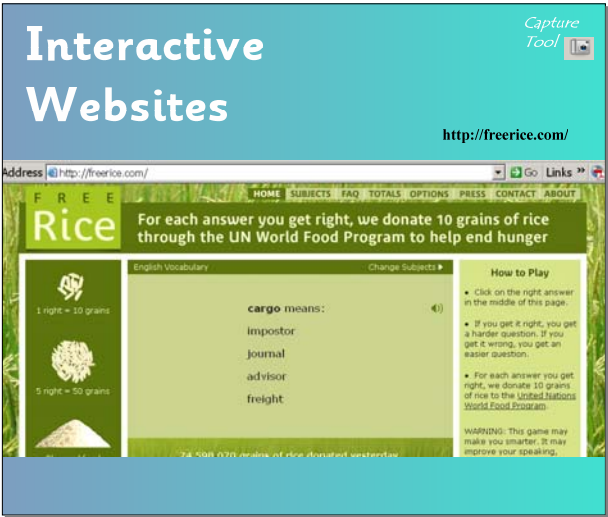 Interactive
Websites
Capture
Tool
http://freerice.com/
Address http://freerice.com/ Go Links »
FREE
Rice
HOME SUBJECTS FAQ TOTALS OPTIONS PRESS CONTACT ABOUT
For each answer you get right, we donate 10 grains of rice
through the UN World Food Program to help end hunger
1 right = 10 grains
5 right = 50 grains
English Vocabulary Change Subjects
cargo means:
impostor
journal
advisor
freight
grains of rice donated yesterday
How to Play
• Click on the right answer
in the middle of this page.
• If you get it right, you get
a harder question. If you
get it wrong, you get an
easier question.
• For each answer you get
right, we donate 10 grains
of rice to the United Nations
World Food Program.
WARNING: This game may
make you smarter. It may
improve your speaking,